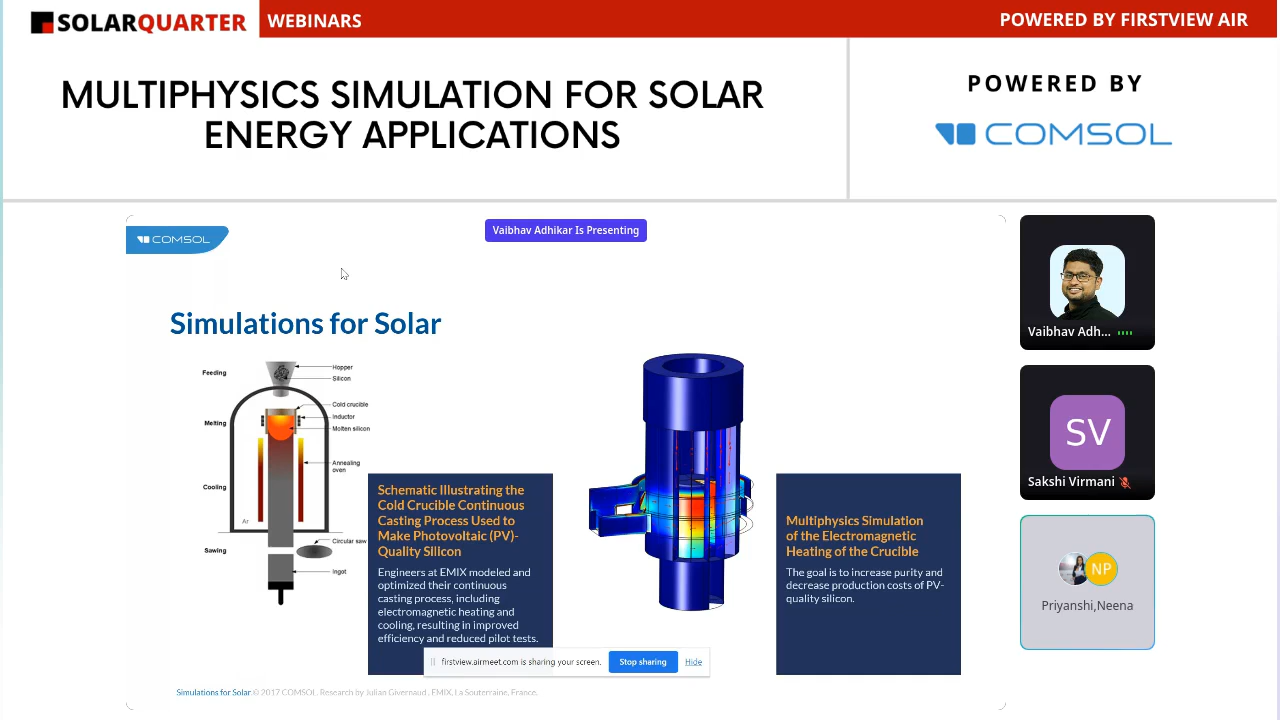 SOLARQUARTER WEBINARS
POWERED BY FIRSTVIEW AIR
MULTIPHYSICS SIMULATION FOR SOLAR
ENERGY APPLICATIONS
POWERED BY
COMSOL
COMSOL
Vaibhav Adhikar Is Presenting
Simulations for Solar
Feeding
Hopper
Silicon
Cold crucible
Inductor
Melting
Molten silicon
Annealing
oven
Cooling
Ar
Circular saw
Sawing
Ingot
Schematic Illustrating the
Cold Crucible Continuous
Casting Process Used to
Make Photovoltaic (PV)-
Quality Silicon
Engineers at EMIX modeled and
optimized their continuous
casting process, including
electromagnetic heating and
cooling, resulting in improved
efficiency and reduced pilot tests.
Multiphysics Simulation
of the Electromagnetic
Heating of the Crucible
The goal is to increase purity and
decrease production costs of PV-
quality silicon.
firstview.airmeet.com is sharing your screen.
Stop sharing
Hide
Simulations for Solar © 2017 COMSOL. Research by Julian Givernaud, EMIX, La Souterraine, France.
Vaibhav Adh...
SV
Sakshi Virmani
NP
Priyanshi,Neena